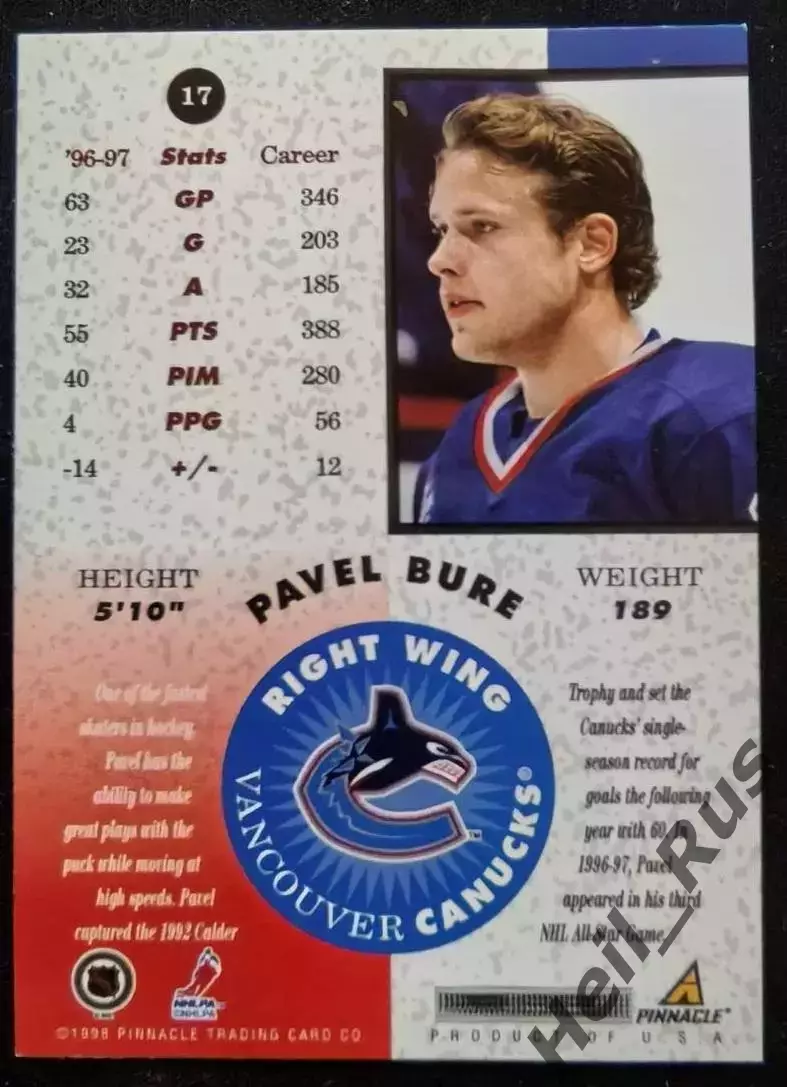 17
'96-97 Stats Career
63 GP 346
23 G 203
32 A 185
55 PTS 388
40 PIM 280
4 PPG 56
-14 +/- 12
HEIGHT
5'10"
PAVEL BURE
WEIGHT
189
RIGHT WING
VANCOUVER CANUCKS®
TM
One of the fastest
skaters in hockey,
Pavel has the
ability to make
great plays with the
puck while moving at
high speeds. Pavel
captured the 1992 Calder
Trophy and set the
Canucks' single-
season record for
goals the following
year with 60. In
1996-97, Pavel
appeared in his third
NHL All-Star Game.
NHL
NHLPA
©NHLPA
PINNACLE®
©1998 PINNACLE TRADING CARD CO.
PRODUCT OF U.S.A.
Hell_Rus